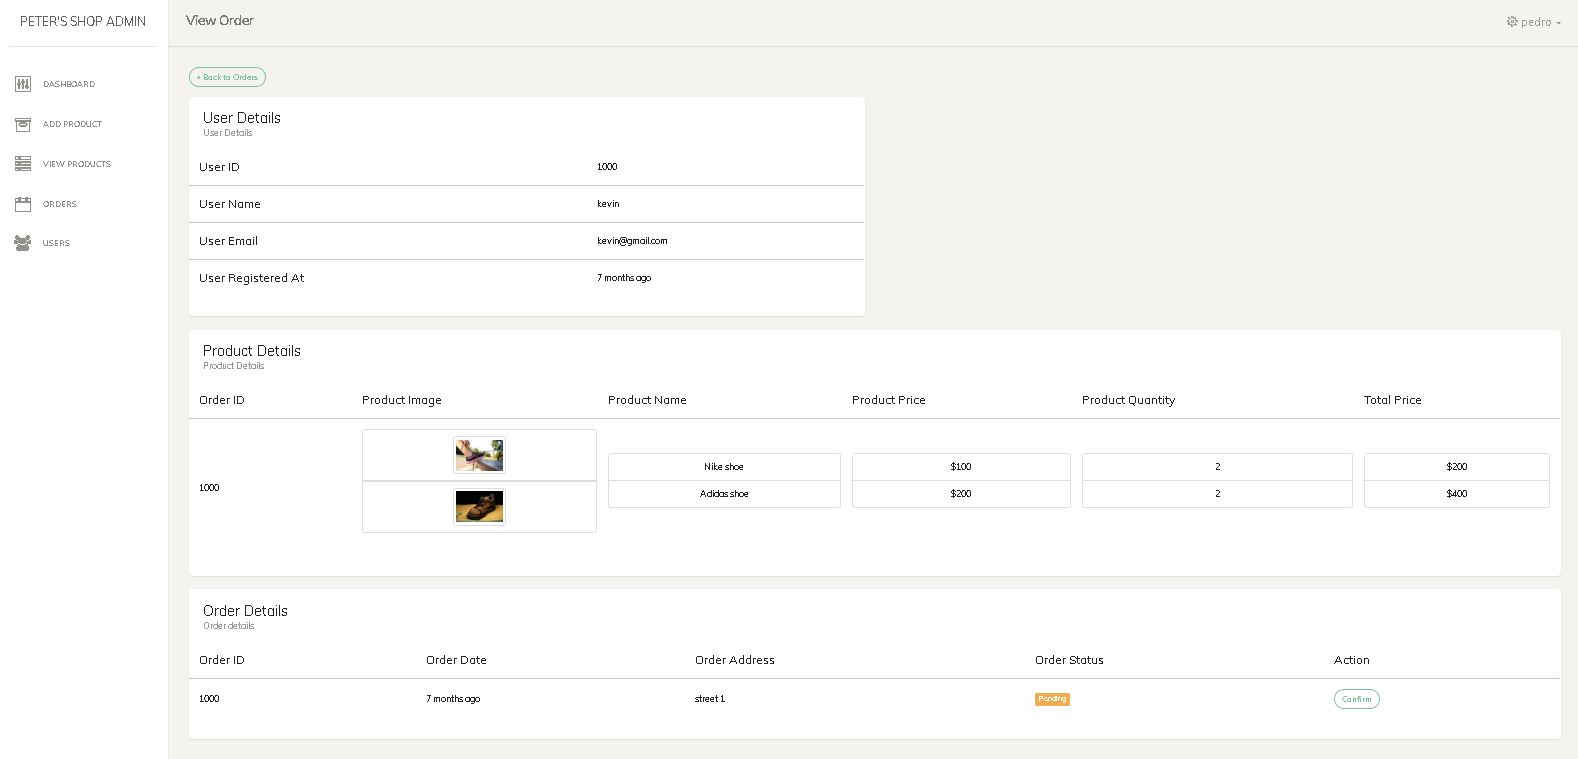 PETER'S SHOP ADMIN
View Order
pedro
DASHBOARD
ADD PRODUCT
VIEW PRODUCTS
ORDERS
USERS
< Back to Orders
User Details
User Details
User ID 1000
User Name kevin
User Email kevin@gmail.com
User Registered At 7 months ago
Product Details
Product Details
Order ID Product Image Product Name Product Price Product Quantity Total Price
1000
Nike shoe $100 2 $200
Adidas shoe $200 2 $400
Order Details
Order details
Order ID Order Date Order Address Order Status Action
1000 7 months ago street 1 Pending Confirm